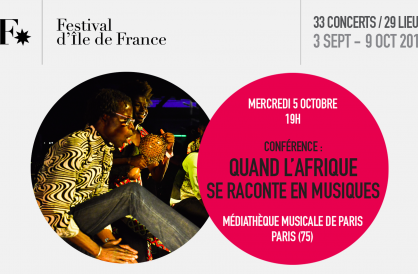 F
Festival
d'Île de France
33 CONCERTS / 29 LIEU
3 SEPT - 9 OCT 201
MERCREDI 5 OCTOBRE
19H
CONFÉRENCE :
QUAND L'AFRIQUE
SE RACONTE EN MUSIQUES
MÉDIATHÈQUE MUSICALE DE PARIS
PARIS (75)